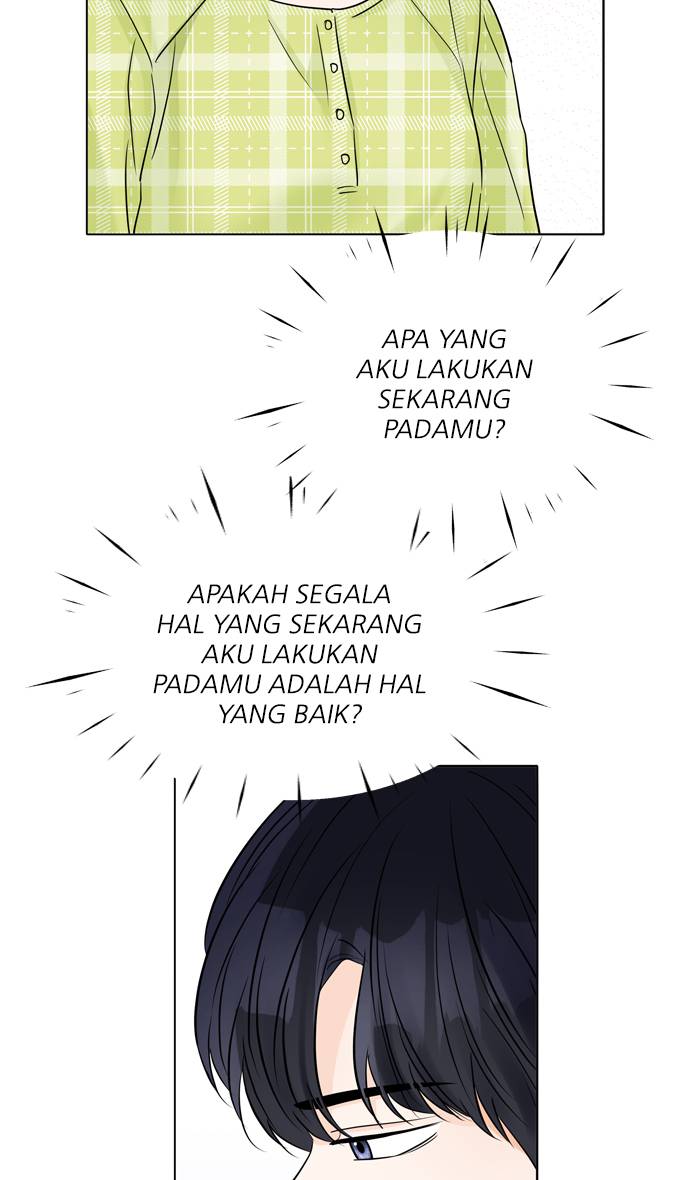 APA YANG
AKU LAKUKAN
SEKARANG
PADAMU?
APAKAH SEGALA
HAL YANG SEKARANG
AKU LAKUKAN
PADAMU ADALAH HAL
YANG BAIK?